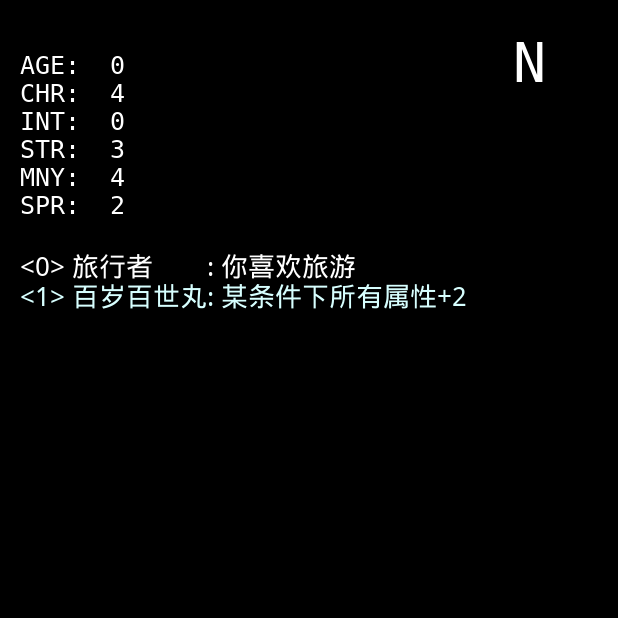 N
AGE: 0
CHR: 4
INT: 0
STR: 3
MNY: 4
SPR: 2
<0> 旅行者 : 你喜欢旅游
<1> 百岁百世丸: 某条件下所有属性+2